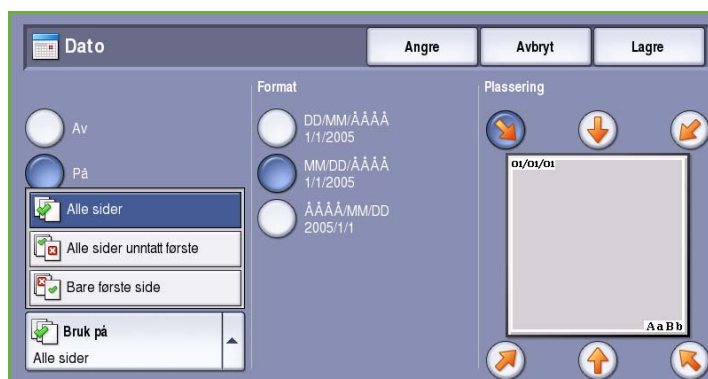 Dato
Angre
Avbryt
Lagre
Av
På
Alle sider
Alle sider unntatt første
Bare første side
Bruk på
Alle sider
Format
DD/MM/ÅÅÅÅ
1/1/2005
MM/DD/ÅÅÅÅ
1/1/2005
ÅÅÅÅ/MM/DD
2005/1/1
Plassering
01/01/01
AaBb